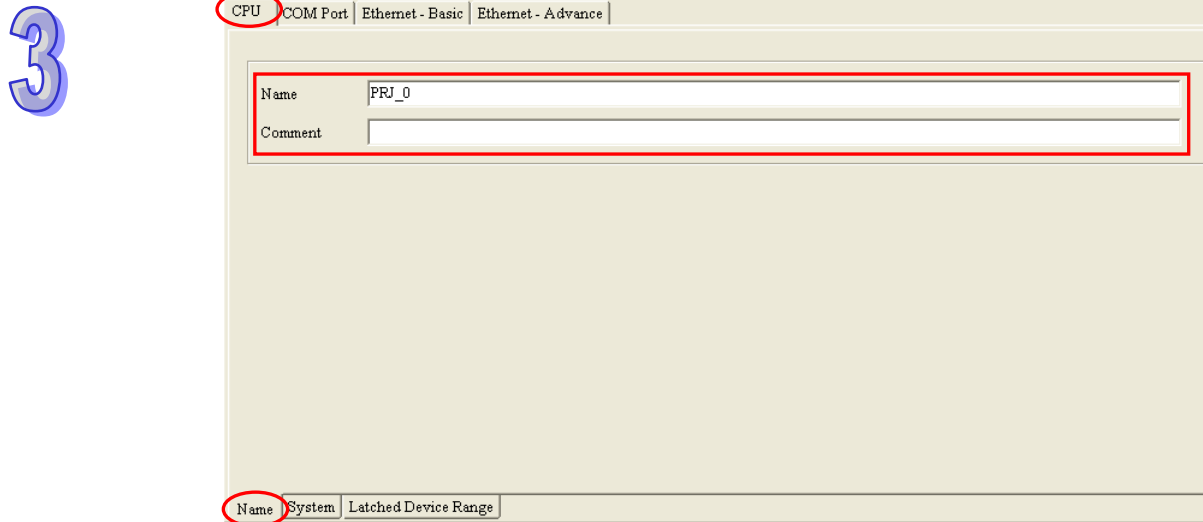 3
CPU COM Port Ethernet - Basic Ethernet - Advance
Name PRJ_0
Comment
Name System Latched Device Range